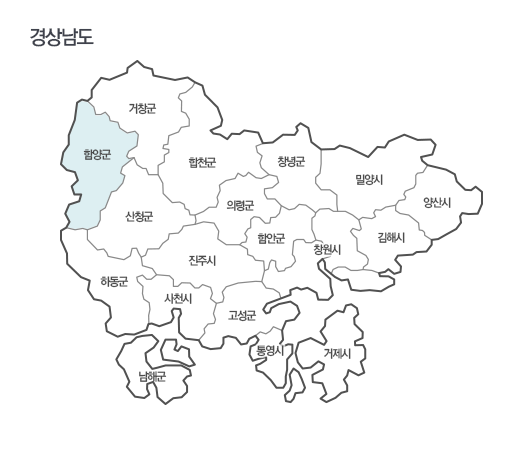 경상남도
거창군
함양군
합천군
창녕군
밀양시
양산시
의령군
산청군
함안군
창원시
김해시
진주시
하동군
사천시
고성군
통영시
거제시
남해군